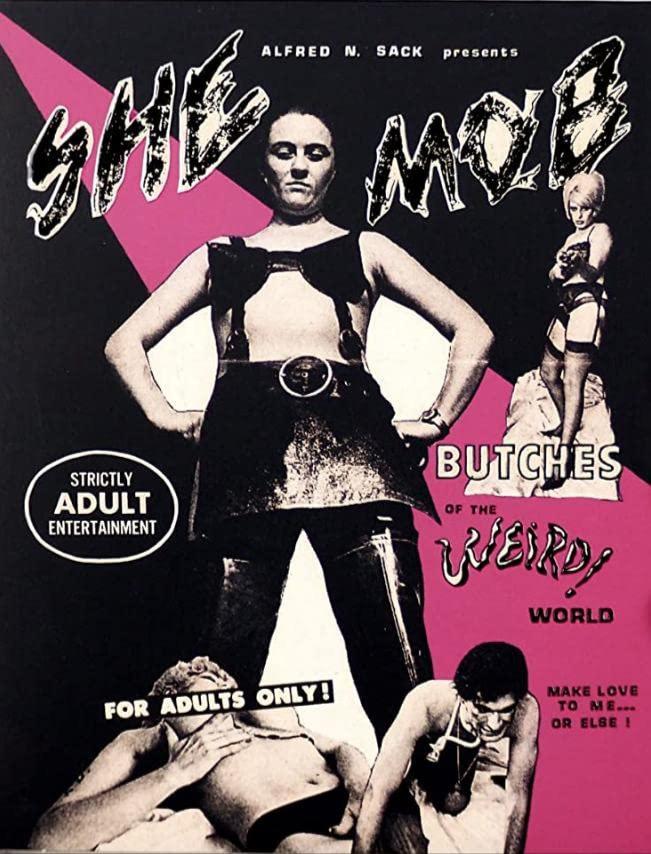 ALFRED N. SACK presents
SHE MOB
STRICTLY
ADULT
ENTERTAINMENT
BUTCHES
OF THE
WEIRD!
WORLD
FOR ADULTS ONLY!
MAKE LOVE
TO ME...
OR ELSE!